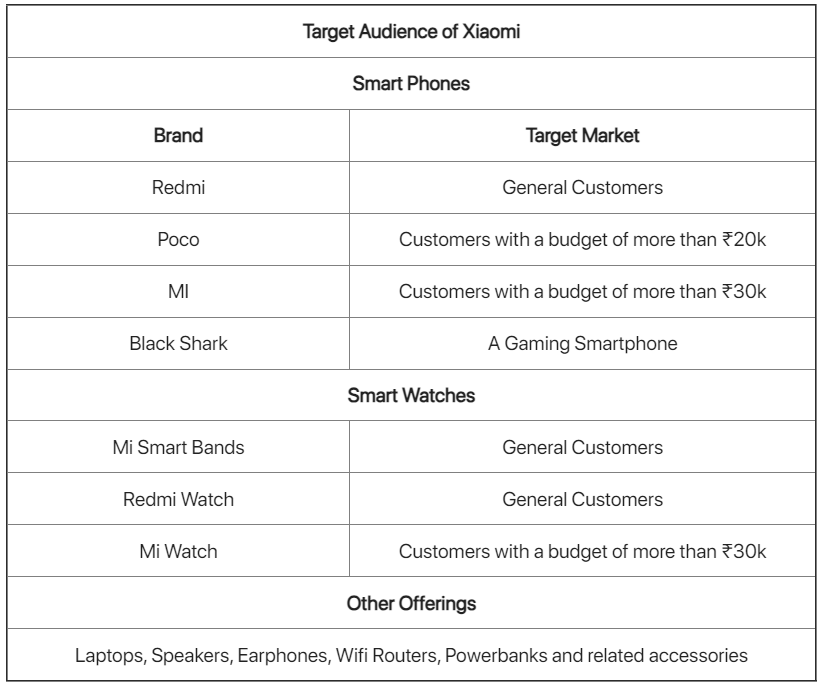 Target Audience of Xiaomi
Smart Phones
Brand Target Market
Redmi General Customers
Poco Customers with a budget of more than ₹20k
MI Customers with a budget of more than ₹30k
Black Shark A Gaming Smartphone
Smart Watches
Mi Smart Bands General Customers
Redmi Watch General Customers
Mi Watch Customers with a budget of more than ₹30k
Other Offerings
Laptops, Speakers, Earphones, Wifi Routers, Powerbanks and related accessories